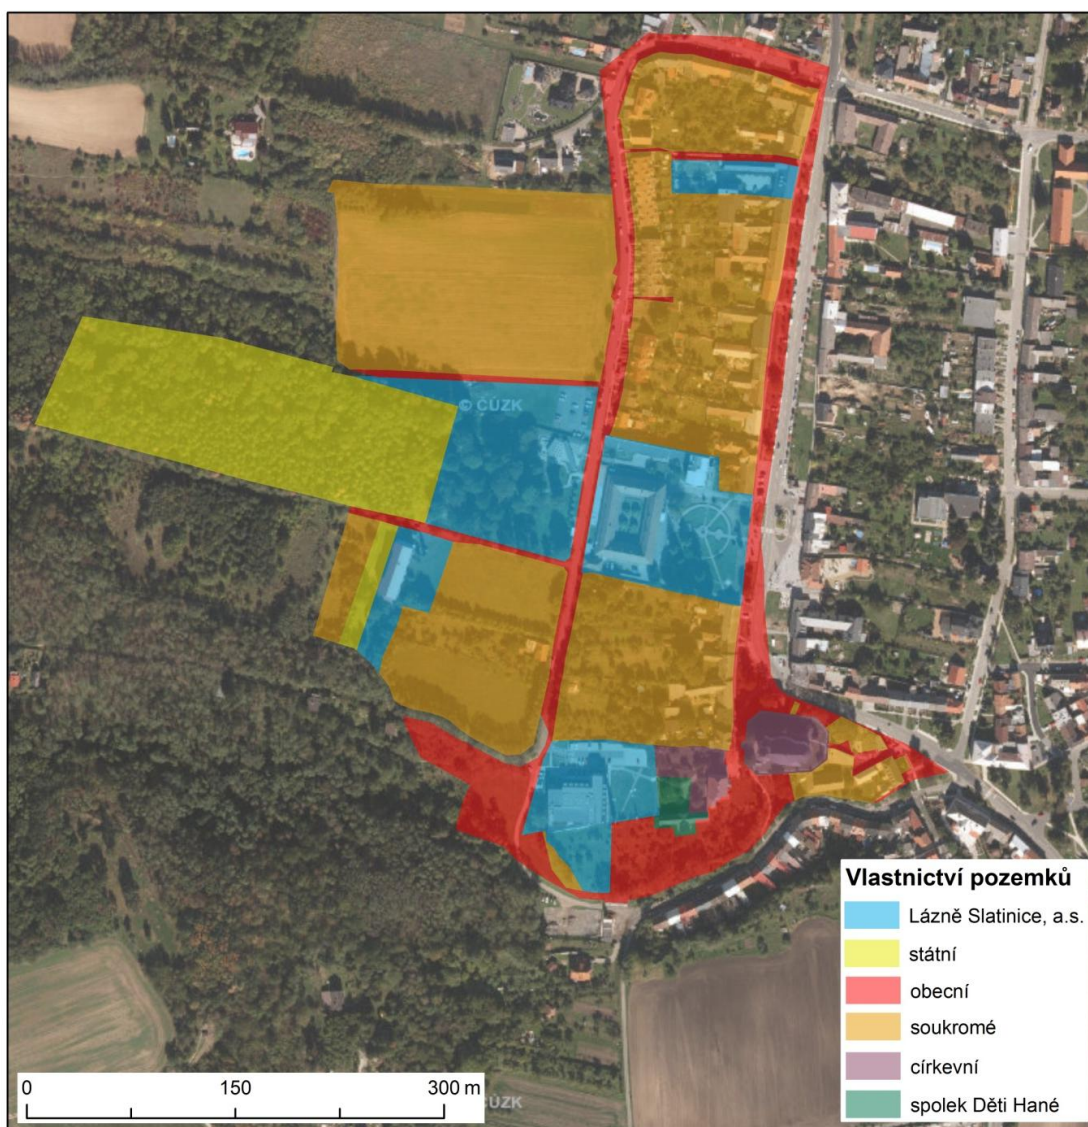 © ČÚZK
Vlastnictví pozemků
Lázně Slatinice, a.s.
státní
obecní
soukromé
církevní
spolek Děti Hané
0 150 300 m
ČÚZK